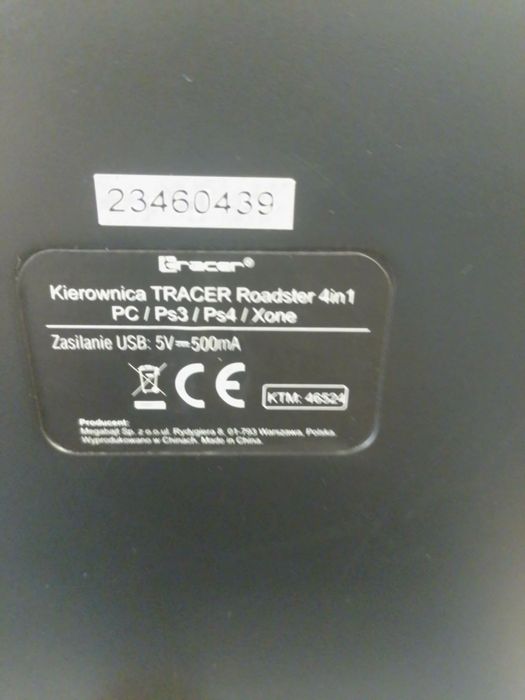 23460439
tracer®
Kierownica TRACER Roadster 4in1
PC / Ps3 / Ps4 / Xone
Zasilanie USB: 5V⎓500mA
CE
KTM: 46524
Producent:
Megabajt Sp. z o.o ul. Rydygiera 8, 01-793 Warszawa, Polska.
Wyprodukowano w Chinach. Made in China.